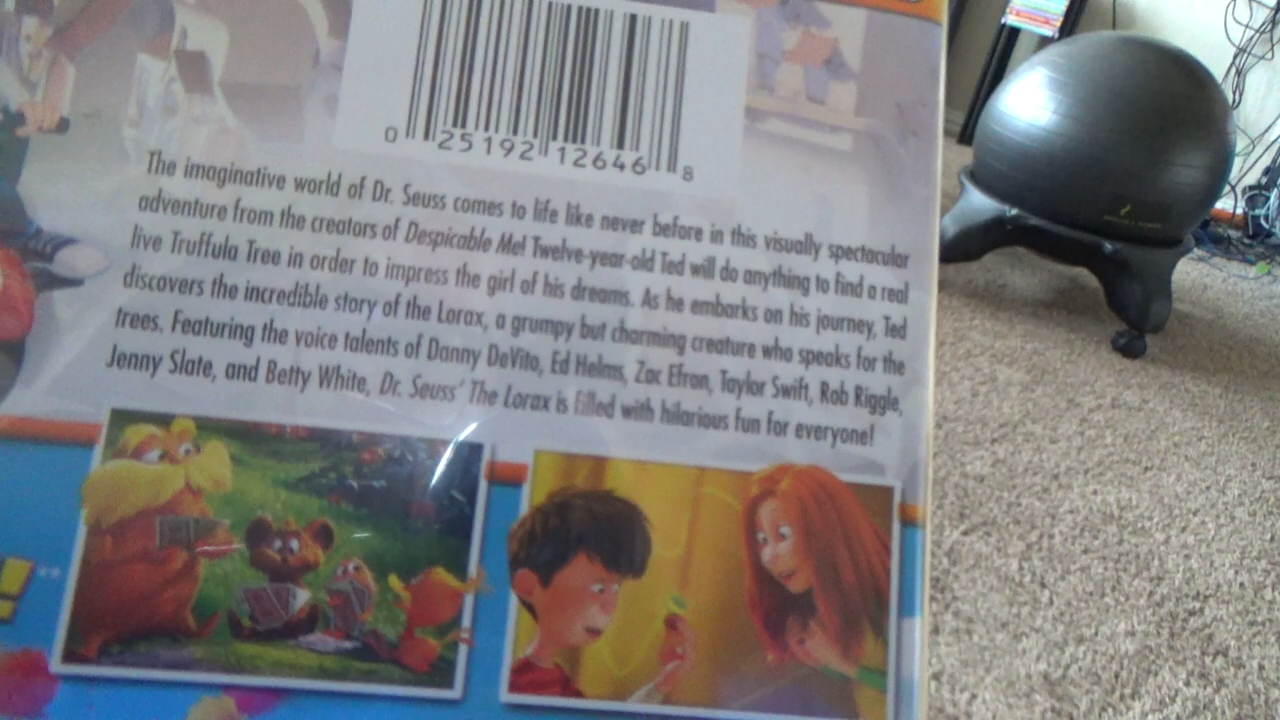 0 25192 12646 8
The imaginative world of Dr. Seuss comes to life like never before in this visually spectacular
adventure from the creators of Despicable Me! Twelve-year-old Ted will do anything to find a real
live Truffula Tree in order to impress the girl of his dreams. As he embarks on his journey, Ted
discovers the incredible story of the Lorax, a grumpy but charming creature who speaks for the
trees. Featuring the voice talents of Danny DeVito, Ed Helms, Zac Efron, Taylor Swift, Rob Riggle,
Jenny Slate, and Betty White, Dr. Seuss' The Lorax is filled with hilarious fun for everyone!
!